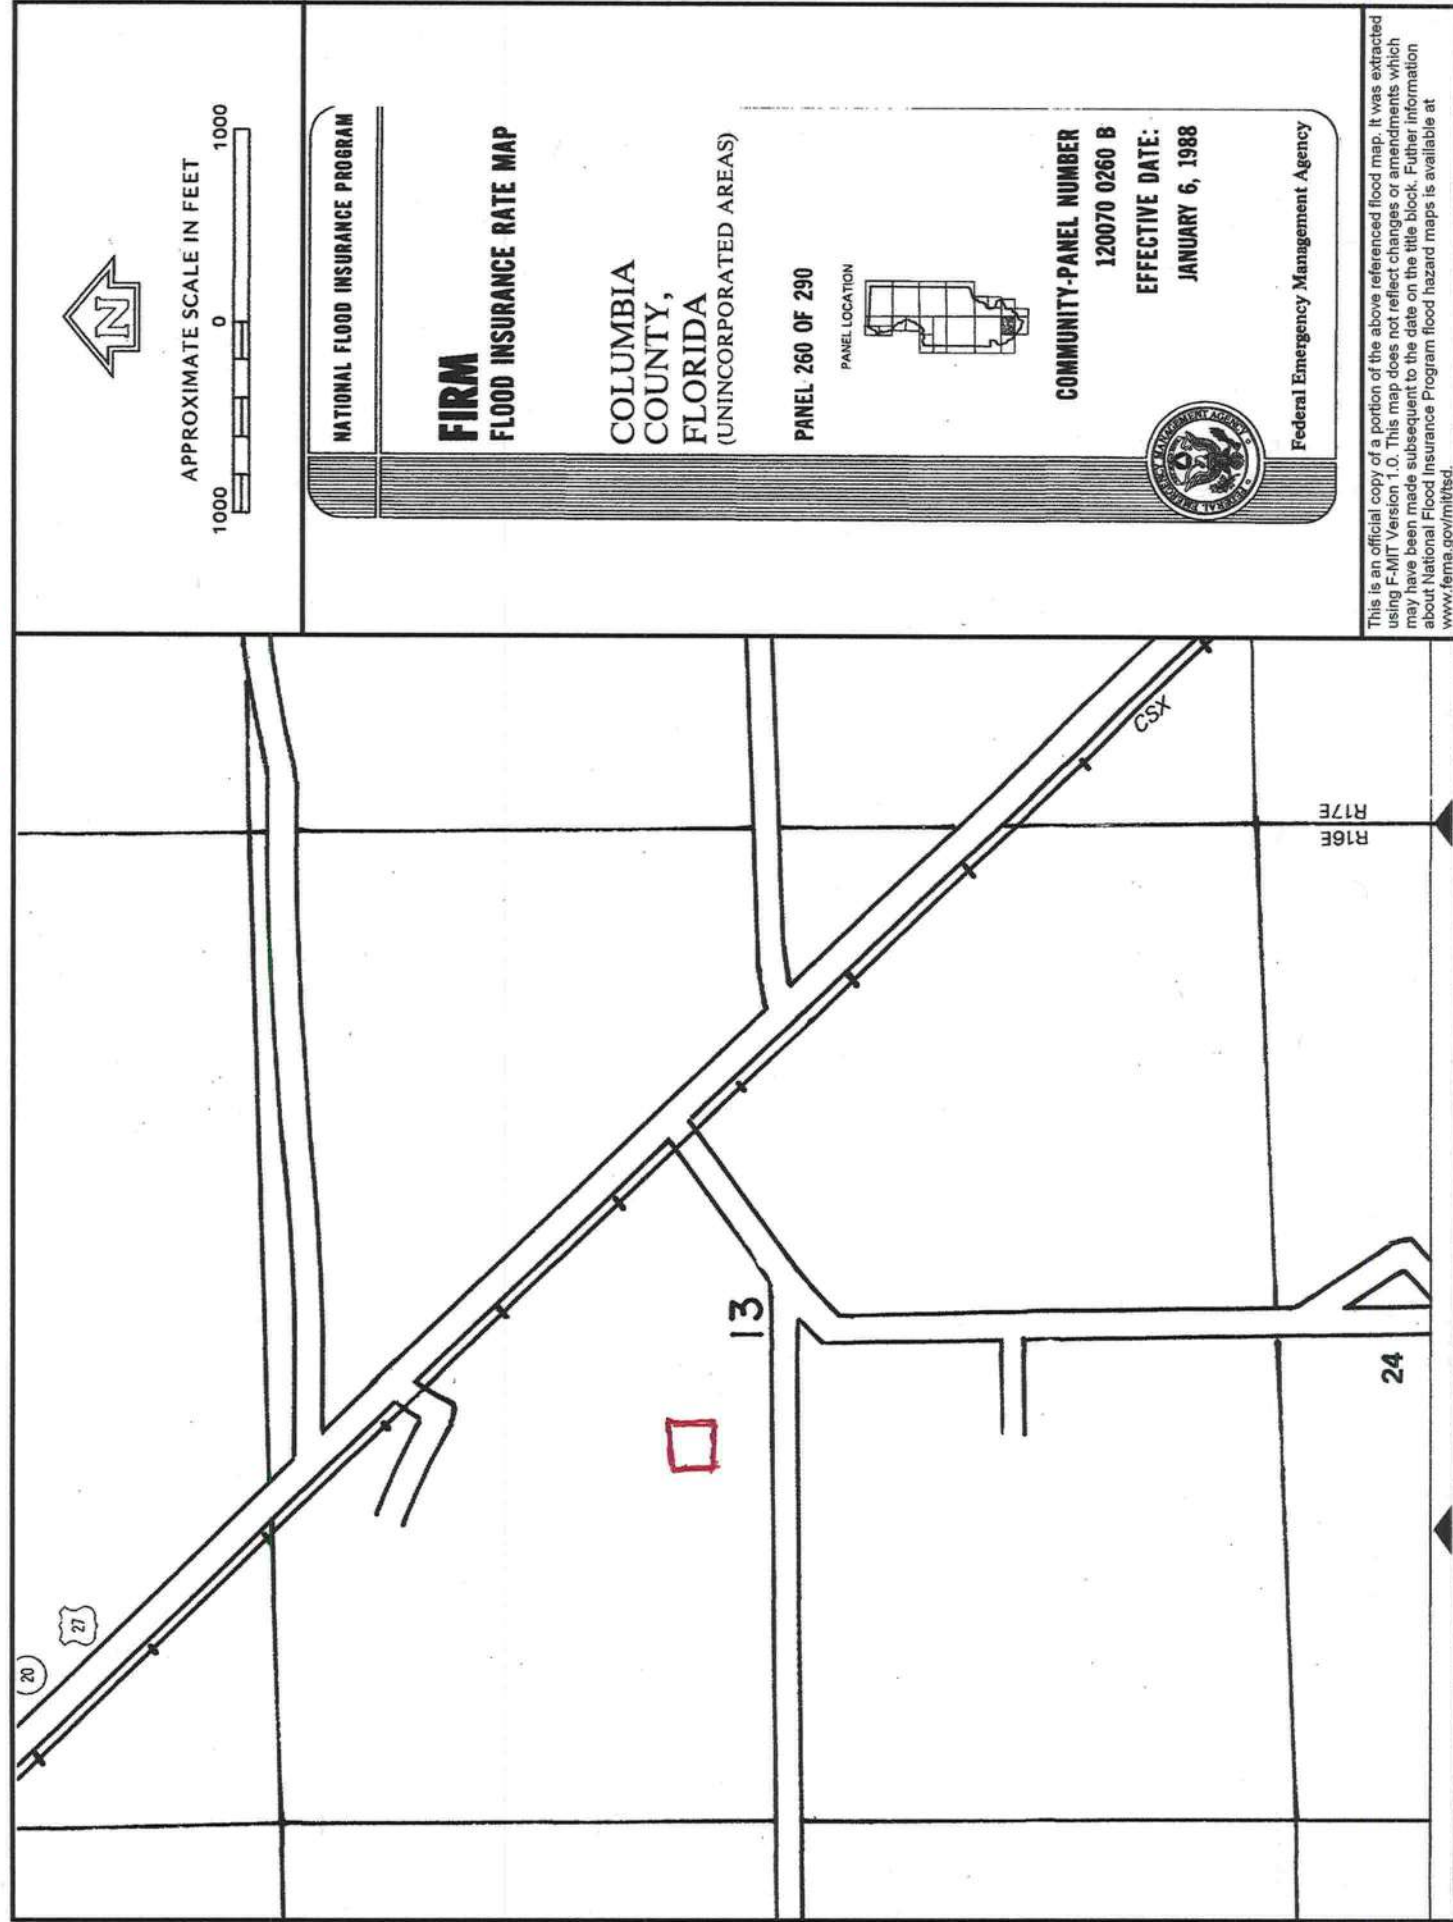 APPROXIMATE SCALE IN FEET
1000 0 1000
NATIONAL FLOOD INSURANCE PROGRAM
FIRM
FLOOD INSURANCE RATE MAP
COLUMBIA
COUNTY,
FLORIDA
(UNINCORPORATED AREAS)
PANEL 260 OF 290
PANEL LOCATION
COMMUNITY-PANEL NUMBER
120070 0260 B
EFFECTIVE DATE:
JANUARY 6, 1988
FEDERAL EMERGENCY MANAGEMENT AGENCY
Federal Emergency Management Agency
This is an official copy of a portion of the above referenced flood map. It was extracted
using F-MIT Version 1.0. This map does not reflect changes or amendments which
may have been made subsequent to the date on the title block. Futher information
about National Flood Insurance Program flood hazard maps is available at
www.fema.gov/mit/tsd.
N
20
27
13
24
CSX
R16E
R17E